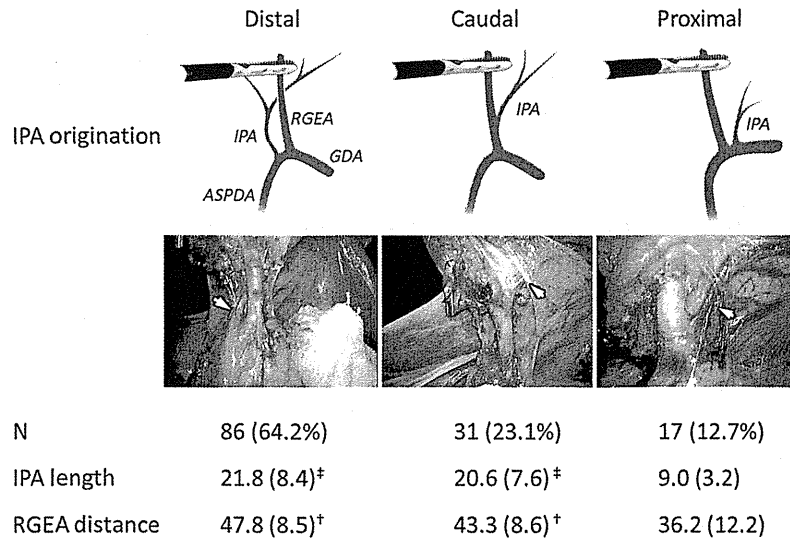 Distal Caudal Proximal
IPA origination
IPA RGEA GDA ASPDA
IPA
IPA
N 86 (64.2%) 31 (23.1%) 17 (12.7%)
IPA length 21.8 (8.4)‡ 20.6 (7.6)‡ 9.0 (3.2)
RGEA distance 47.8 (8.5)† 43.3 (8.6)† 36.2 (12.2)